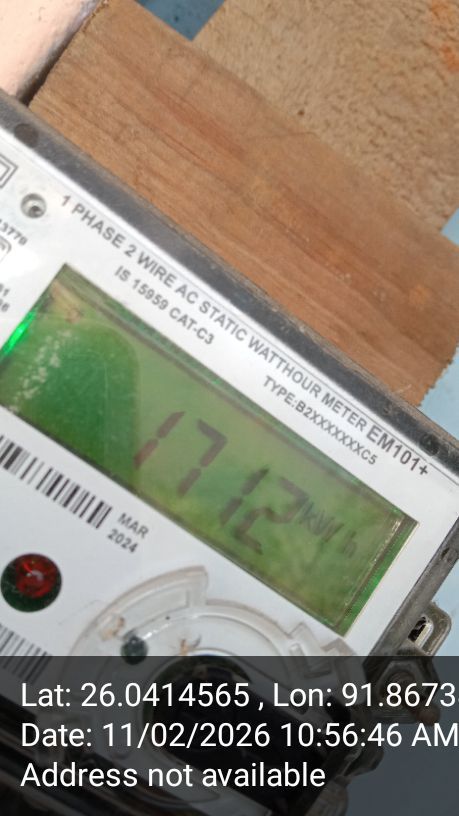 1 PHASE 2 WIRE AC STATIC WATTHOUR METER EM101+
IS 15959 CAT-C3
TYPE:B2XXXXXXXC5
1712 kWh
MAR
2024
Lat: 26.0414565 , Lon: 91.8673
Date: 11/02/2026 10:56:46 AM
Address not available